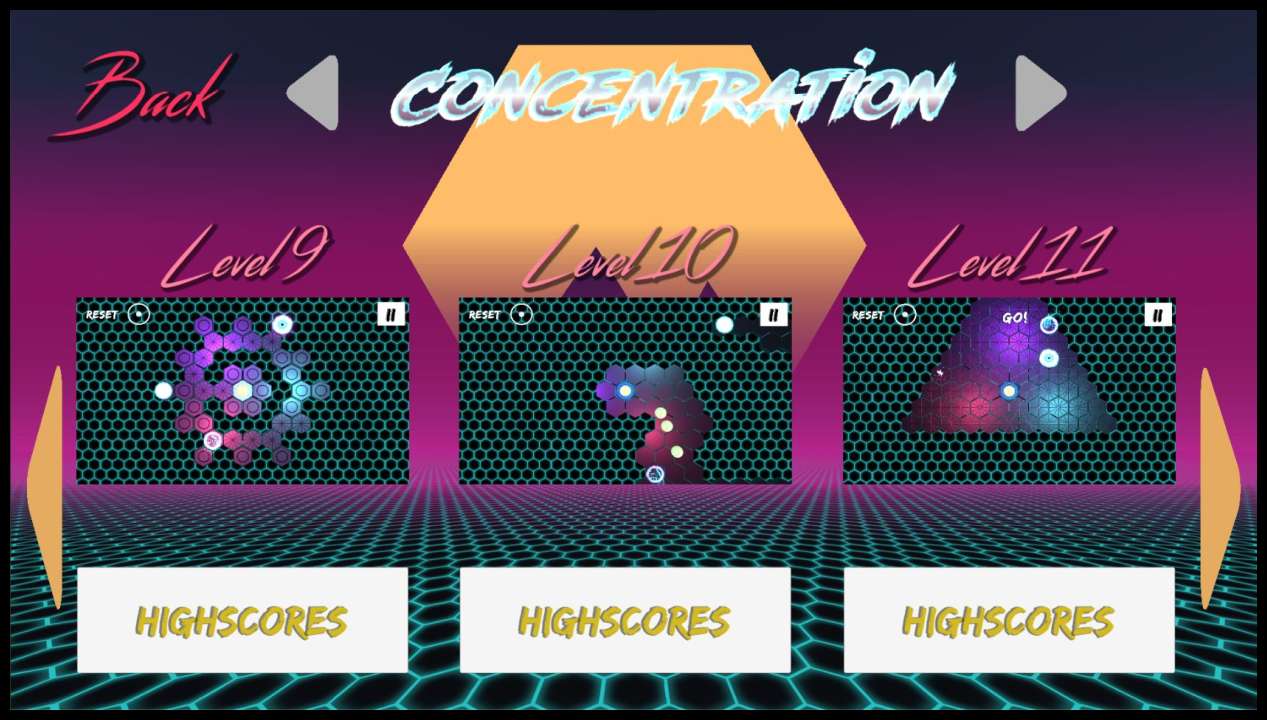 Back
CONCENTRATION
Level 9
Level 10
Level 11
RESET
RESET
RESET
GO!
HIGHSCORES
HIGHSCORES
HIGHSCORES